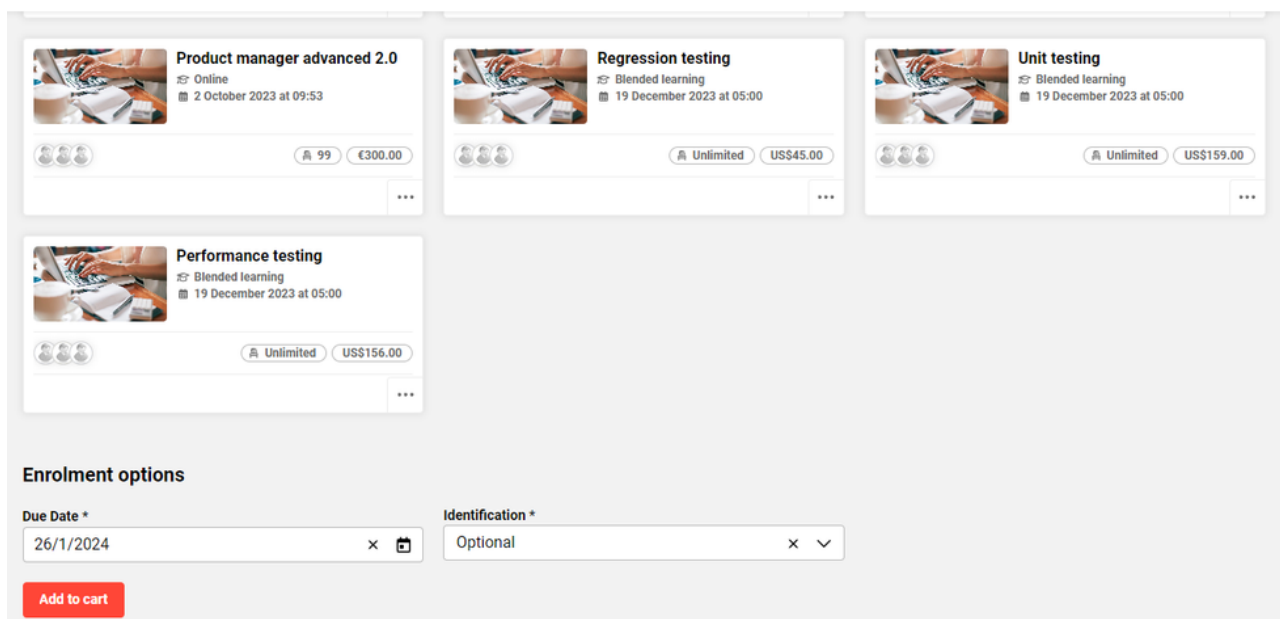 Product manager advanced 2.0
Online
2 October 2023 at 09:53
99 €300.00
Regression testing
Blended learning
19 December 2023 at 05:00
Unlimited US$45.00
Unit testing
Blended learning
19 December 2023 at 05:00
Unlimited US$159.00
Performance testing
Blended learning
19 December 2023 at 05:00
Unlimited US$156.00
Enrolment options
Due Date *
26/1/2024
Identification *
Optional
Add to cart